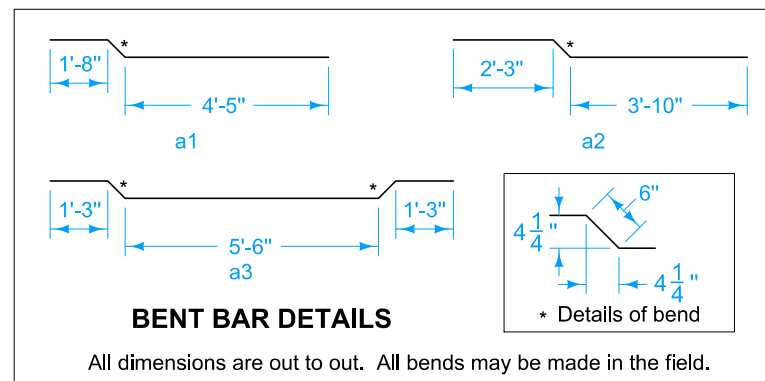 *
1'-8"
4'-5"
a1
*
2'-3"
3'-10"
a2
* *
1'-3"
1'-3"
5'-6"
a3
6"
4 1/4"
4 1/4"
* Details of bend
BENT BAR DETAILS
All dimensions are out to out. All bends may be made in the field.